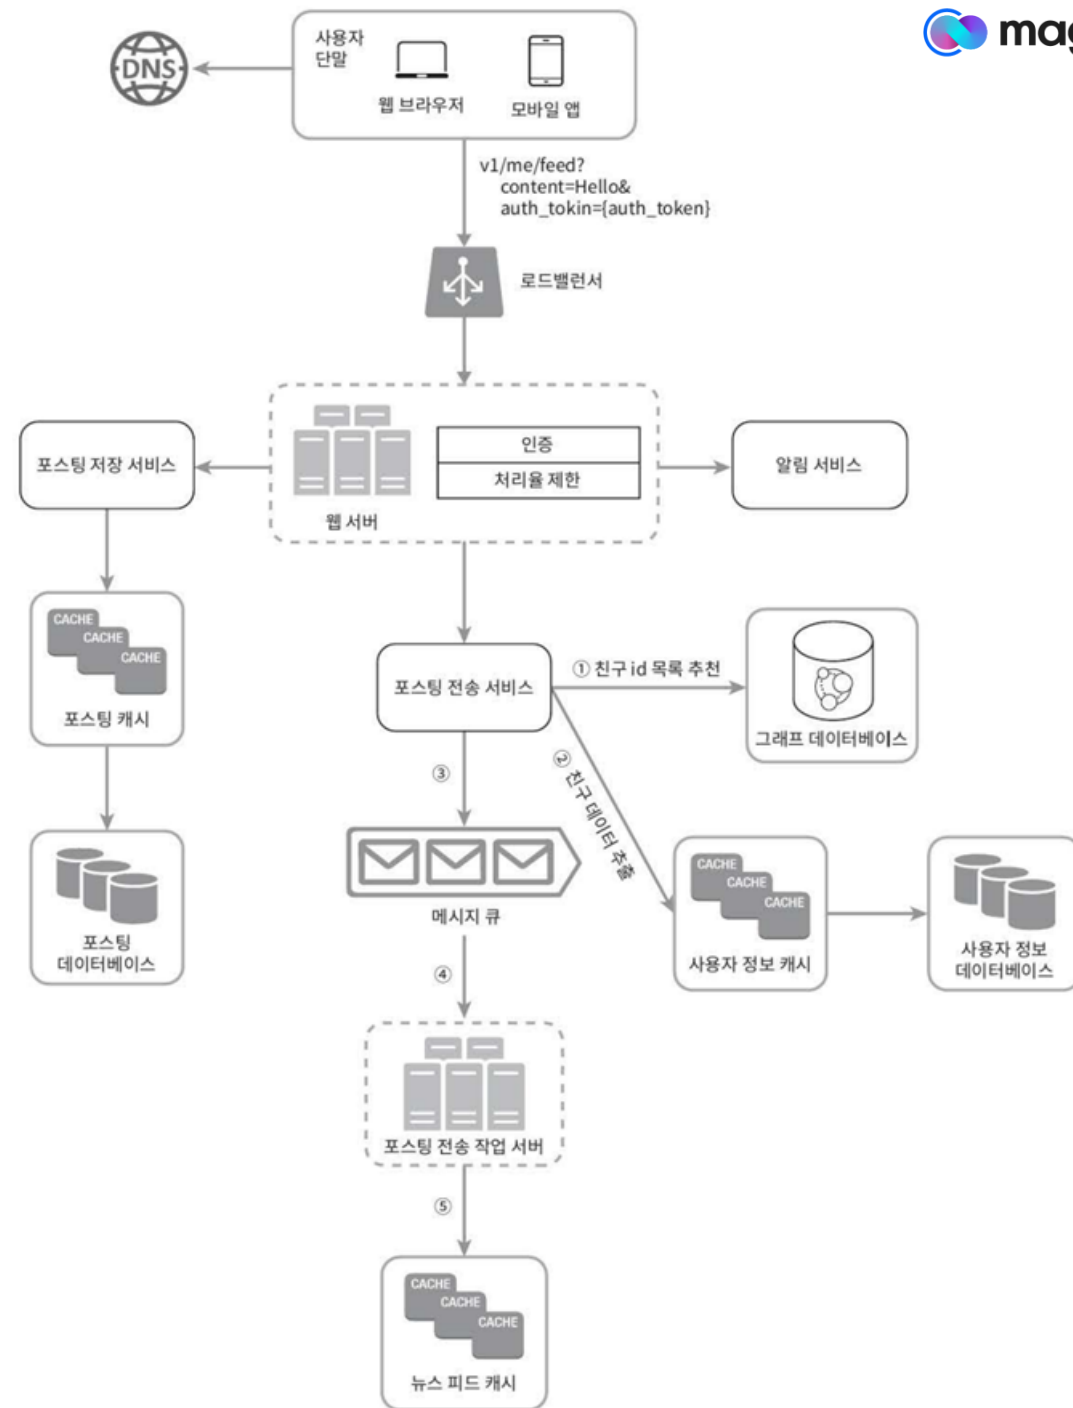 mag
사용자
단말
DNS
웹 브라우저
모바일 앱
v1/me/feed?
content=Hello&
auth_tokin={auth_token}
로드밸런서
포스팅 저장 서비스
인증
처리율 제한
웹 서버
알림 서비스
CACHE
CACHE
CACHE
포스팅 캐시
포스팅 전송 서비스
① 친구 id 목록 추천
그래프 데이터베이스
② 친구 데이터 추출
③
포스팅
데이터베이스
메시지 큐
CACHE
CACHE
CACHE
사용자 정보 캐시
사용자 정보
데이터베이스
④
포스팅 전송 작업 서버
⑤
CACHE
CACHE
CACHE
뉴스 피드 캐시